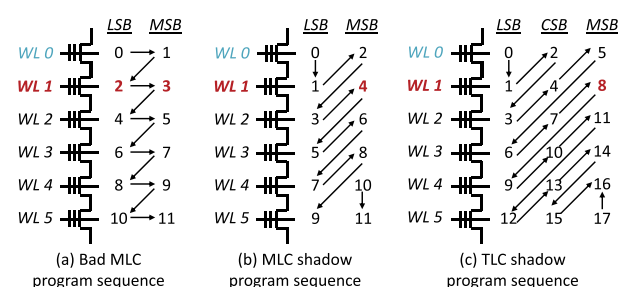 LSB MSB LSB MSB LSB CSB MSB
WL 0 0 1 WL 0 0 2 WL 0 0 2 5
WL 1 2 3 WL 1 1 4 WL 1 1 4 8
WL 2 4 5 WL 2 3 6 WL 2 3 7 11
WL 3 6 7 WL 3 5 8 WL 3 6 10 14
WL 4 8 9 WL 4 7 10 WL 4 9 13 16
WL 5 10 11 WL 5 9 11 WL 5 12 15 17
(a) Bad MLC (b) MLC shadow (c) TLC shadow
program sequence program sequence program sequence